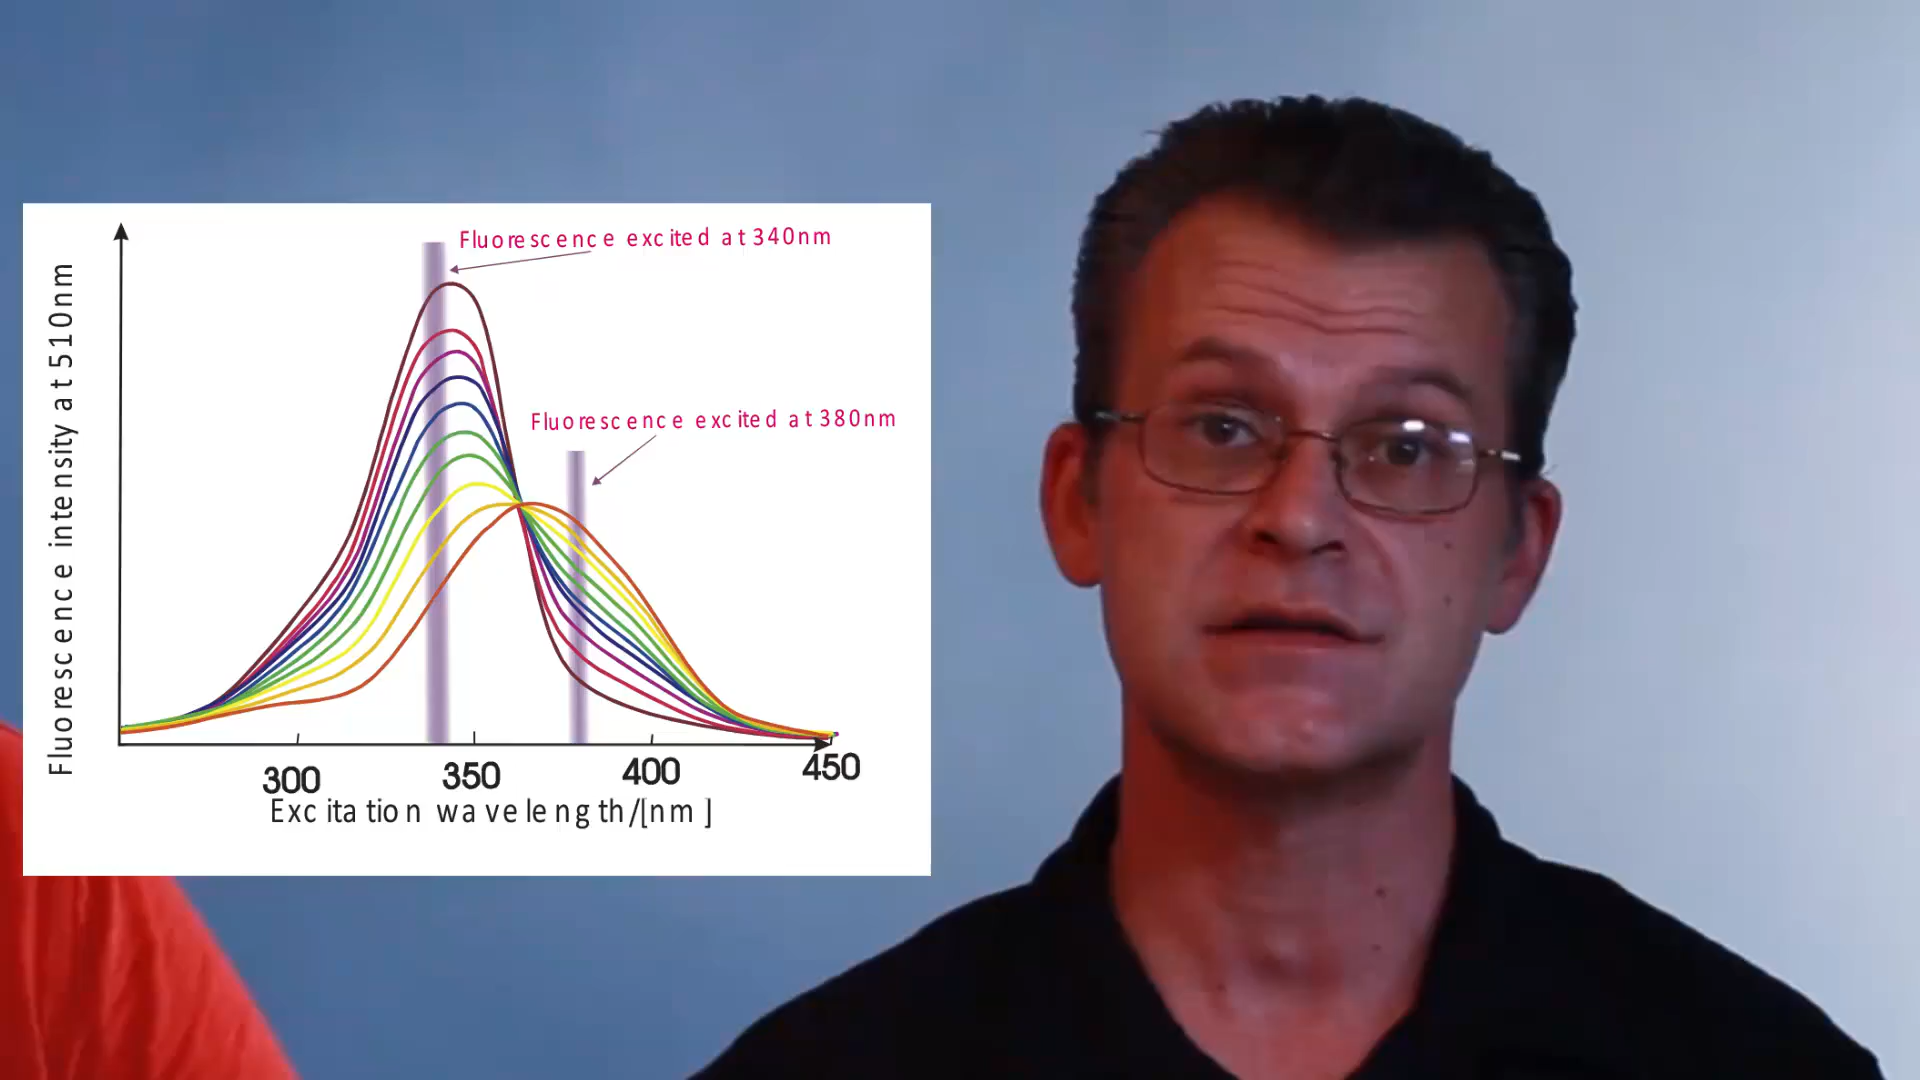 Fluorescence excited at 340nm
Fluorescence excited at 380nm
Fluorescence intensity at 510nm
300 350 400 450
Excitation wavelength/[nm]